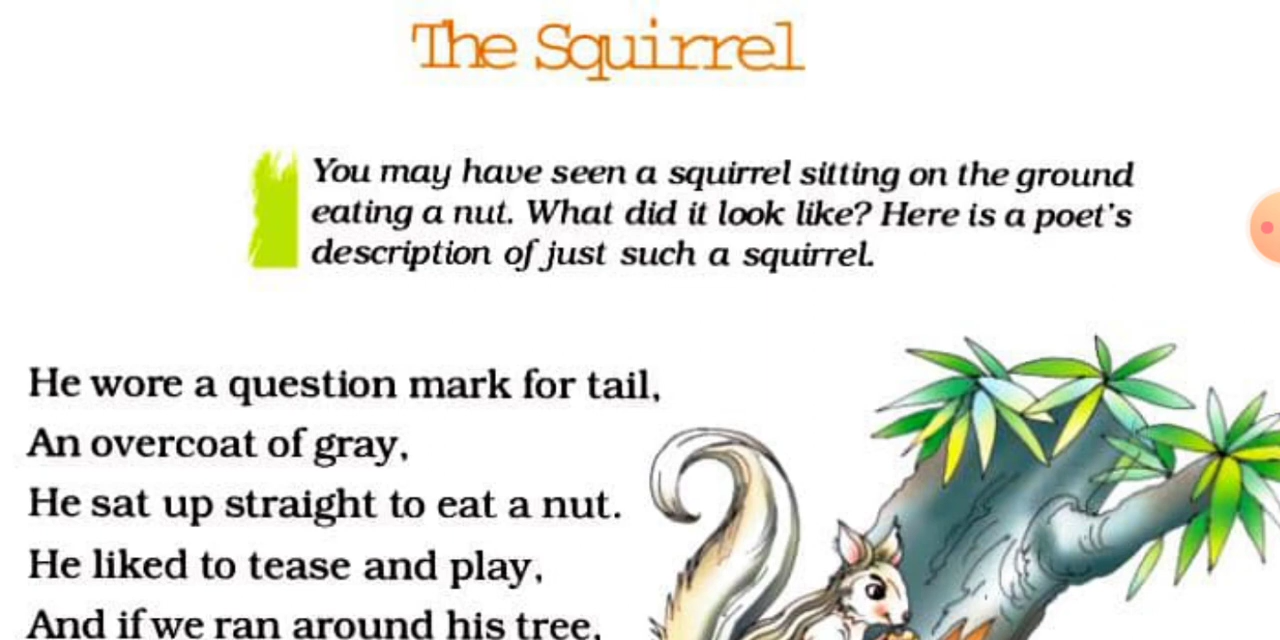 The Squirrel
You may have seen a squirrel sitting on the ground
eating a nut. What did it look like? Here is a poet's
description of just such a squirrel.
He wore a question mark for tail,
An overcoat of gray,
He sat up straight to eat a nut.
He liked to tease and play,
And if we ran around his tree,